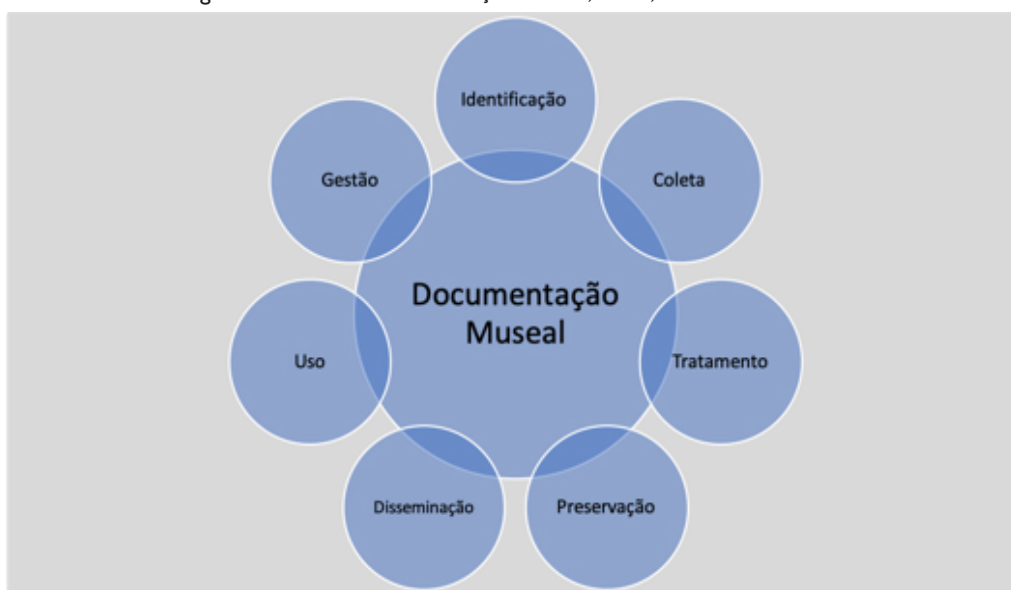 Identificação
Gestão
Coleta
Documentação
Museal
Uso
Tratamento
Disseminação
Preservação